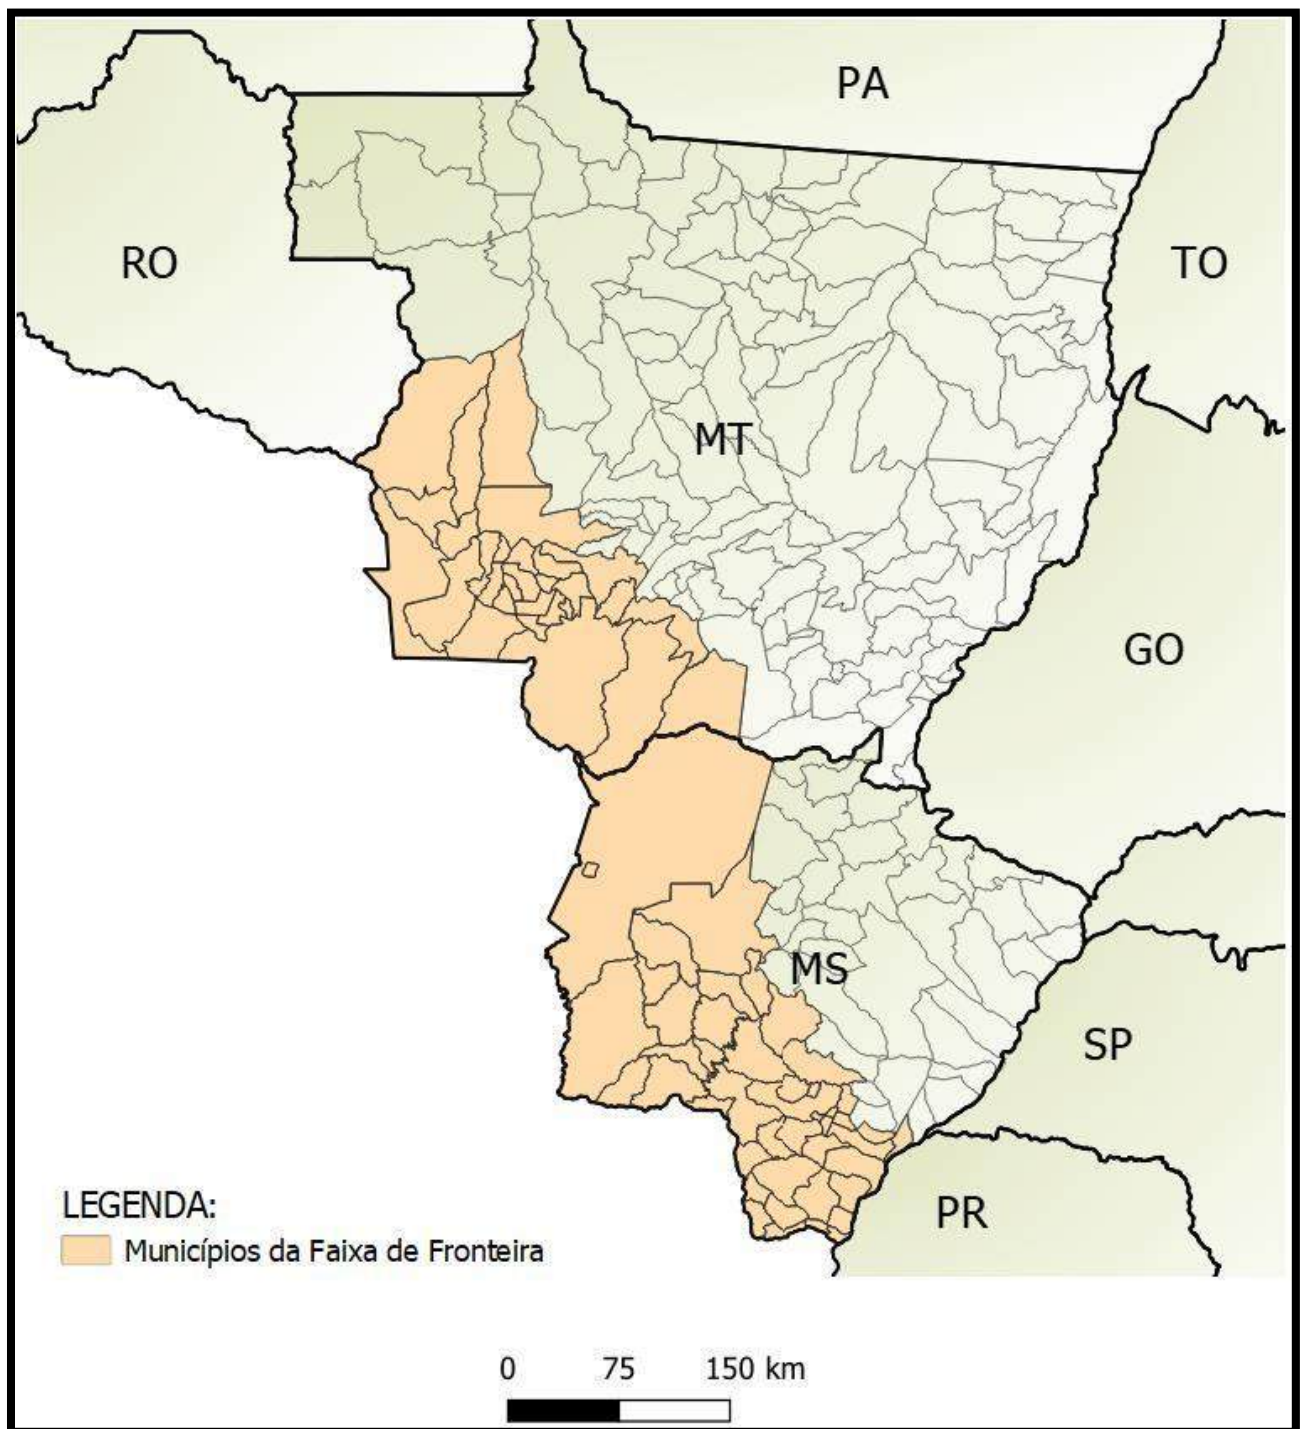 PA
RO
TO
MT
GO
MS
SP
PR
LEGENDA:
Municípios da Faixa de Fronteira
0 75 150 km